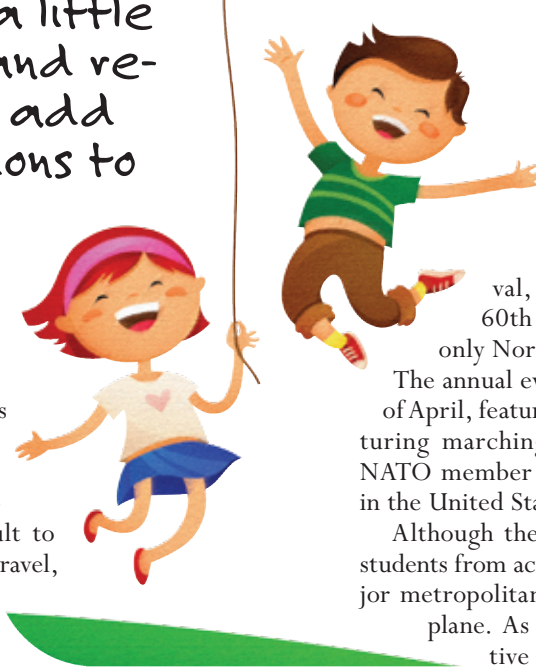 a little
and re-
add
ons to
s
ult to
ravel,
val,
60th
only Nor
The annual ev
of April, featur
turing marching
NATO member
in the United Sta
Although the
students from ac
jor metropolitan
plane. As
tive